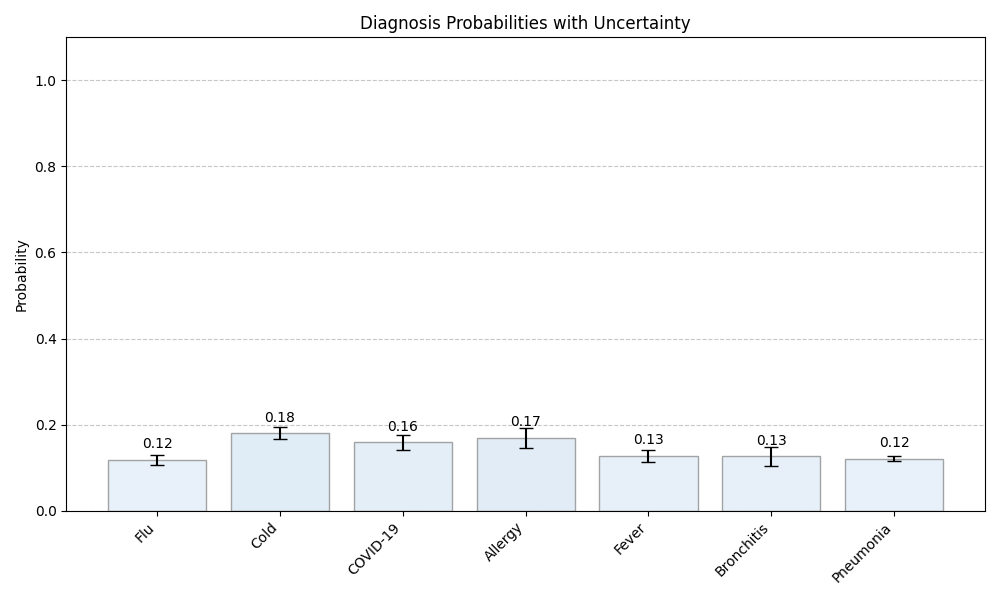 Diagnosis Probabilities with Uncertainty
Probability
1.0
0.8
0.6
0.4
0.2
0.0
0.12
0.18
0.16
0.17
0.13
0.13
0.12
Flu
Cold
COVID-19
Allergy
Fever
Bronchitis
Pneumonia